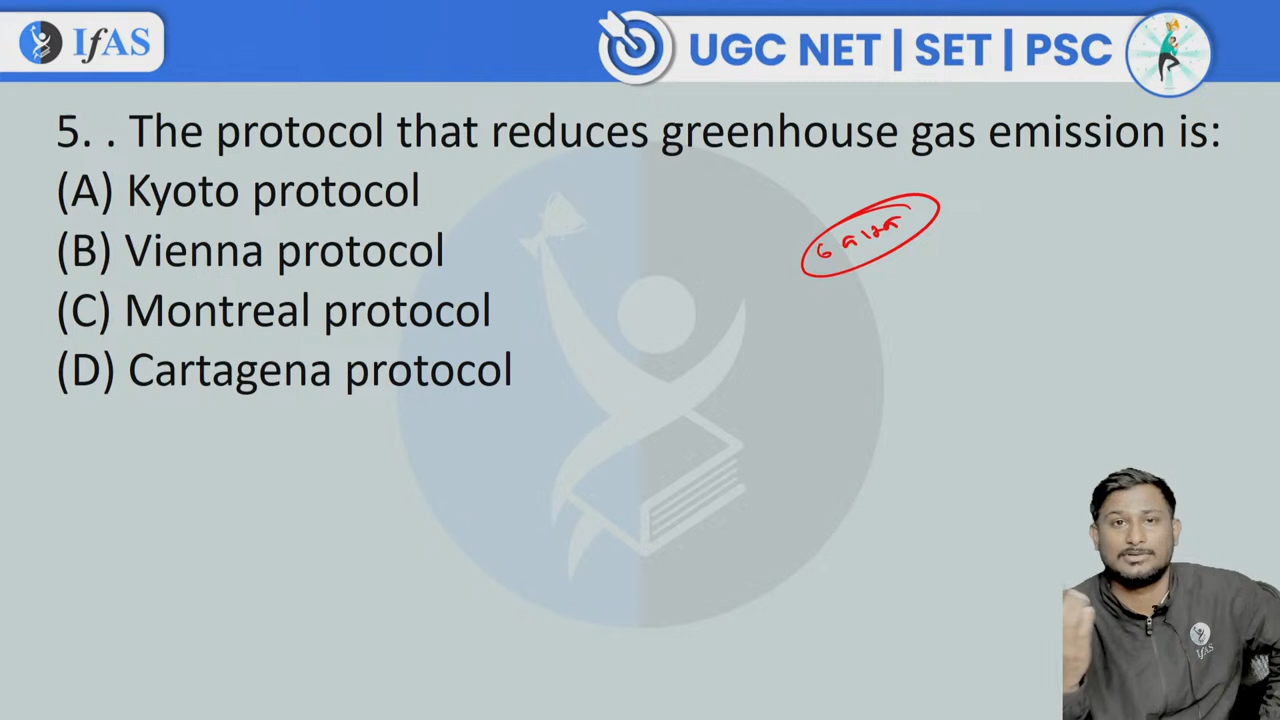 IfAS
UGC NET | SET | PSC
5. . The protocol that reduces greenhouse gas emission is:
(A) Kyoto protocol
(B) Vienna protocol
(C) Montreal protocol
(D) Cartagena protocol
IfAS